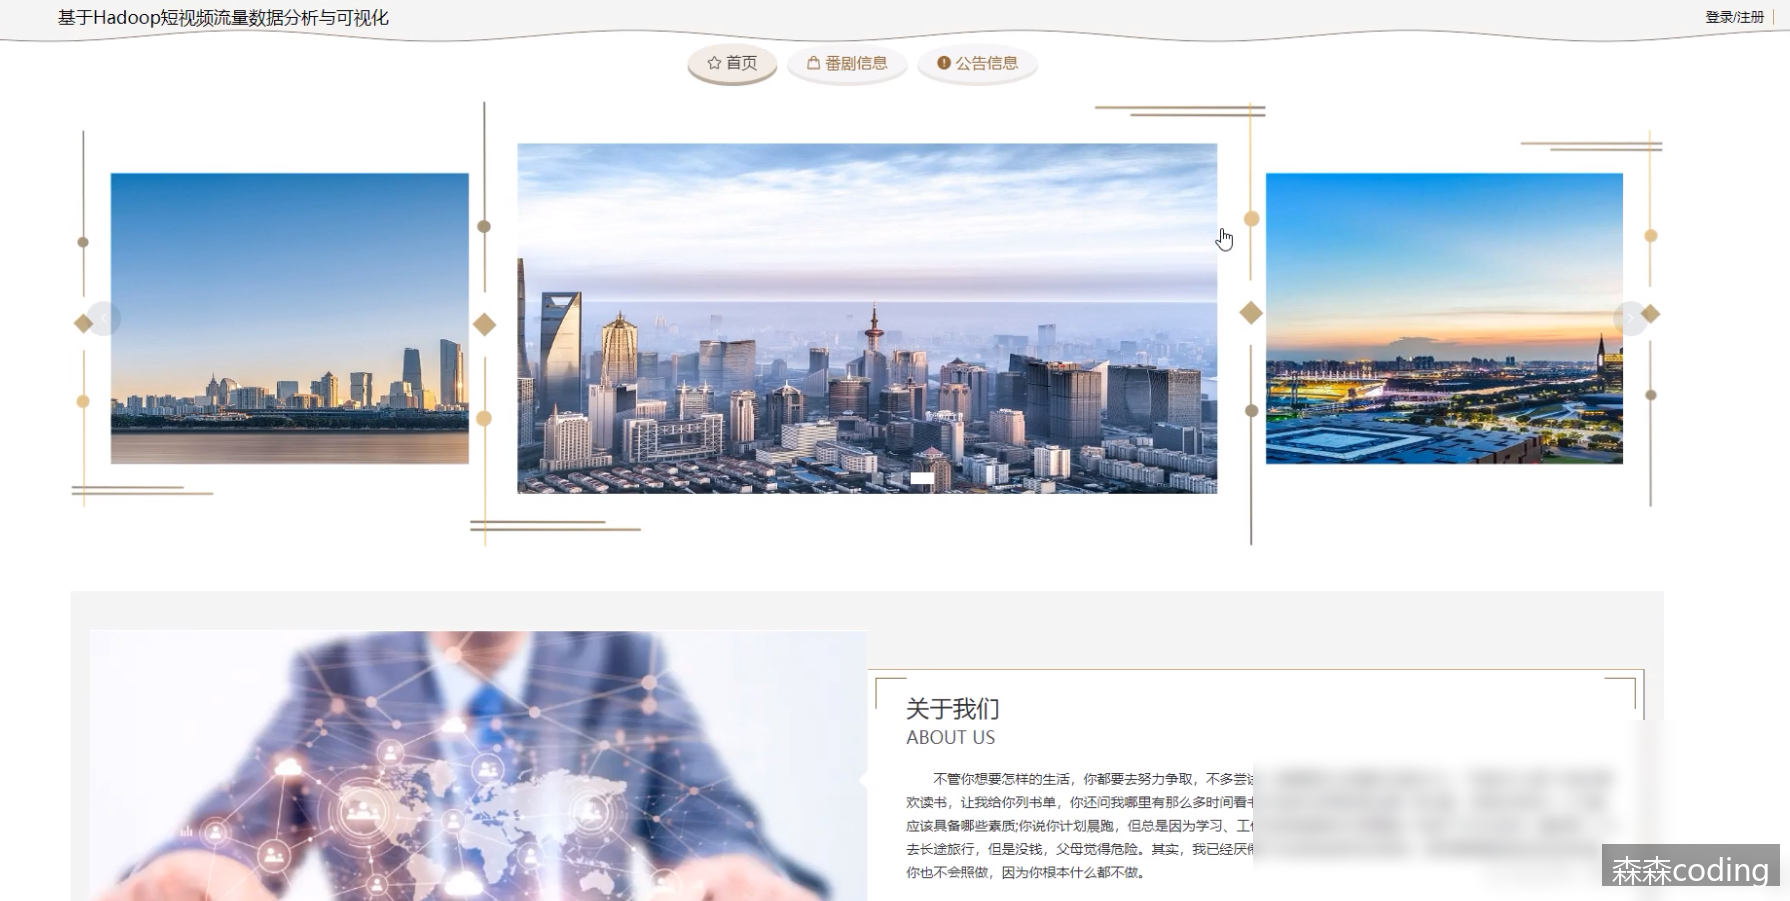 基于Hadoop短视频流量数据分析与可视化
登录/注册
首页
番剧信息
公告信息
关于我们
ABOUT US
不管你想要怎样的生活，你都要去努力争取，不多尝试
欢读书，让我给你列书单，你还问我哪里有那么多时间看书
应该具备哪些素质;你说你计划晨跑，但总是因为学习、工作
去长途旅行，但是没钱，父母觉得危险。其实，我已经厌倦
你也不会照做，因为你根本什么都不做。
森森coding